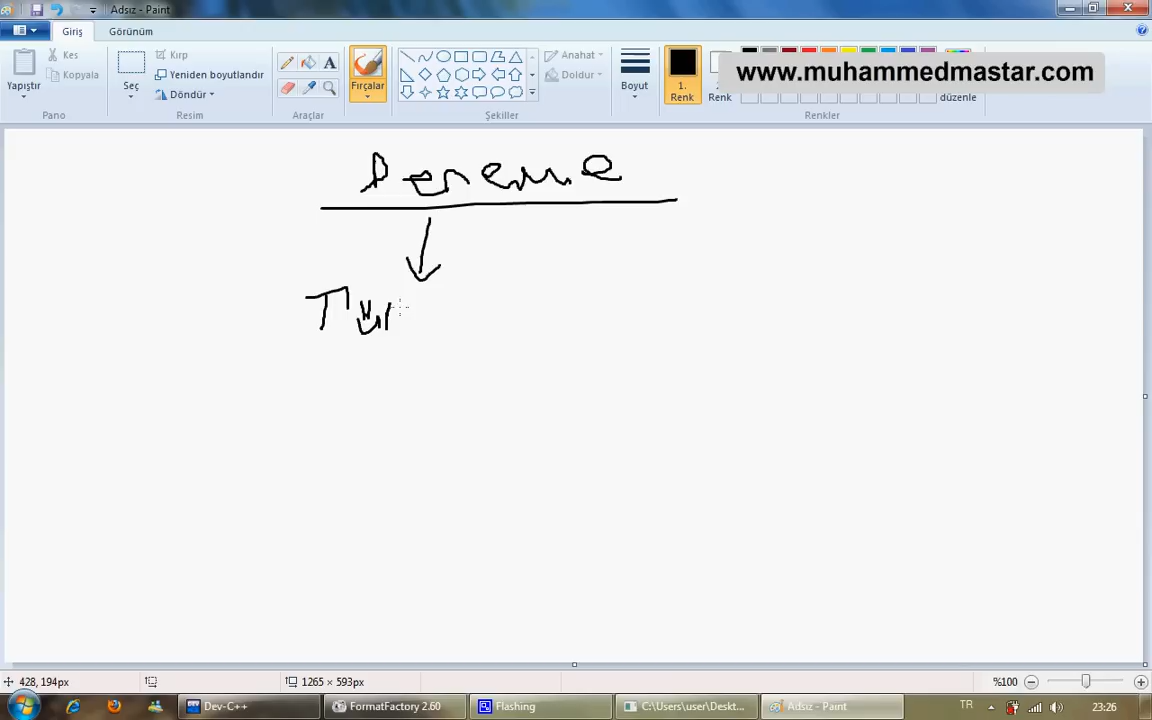 Adsız - Paint
Giriş Görünüm
Yapıştır
Kes
Kopyala
Pano
Seç
Kırp
Yeniden boyutlandır
Döndür
Resim
A
Araçlar
Fırçalar
Anahat
Doldur
Şekiller
Boyut
1.
Renk
Renk
düzenle
Renkler
www.muhammedmastar.com
Deneme
Tür
428, 194px
1265 × 593px
%100
Dev-C++
FormatFactory 2.60
Flashing
C:\Users\user\Deskt...
Adsız - Paint
TR
23:26